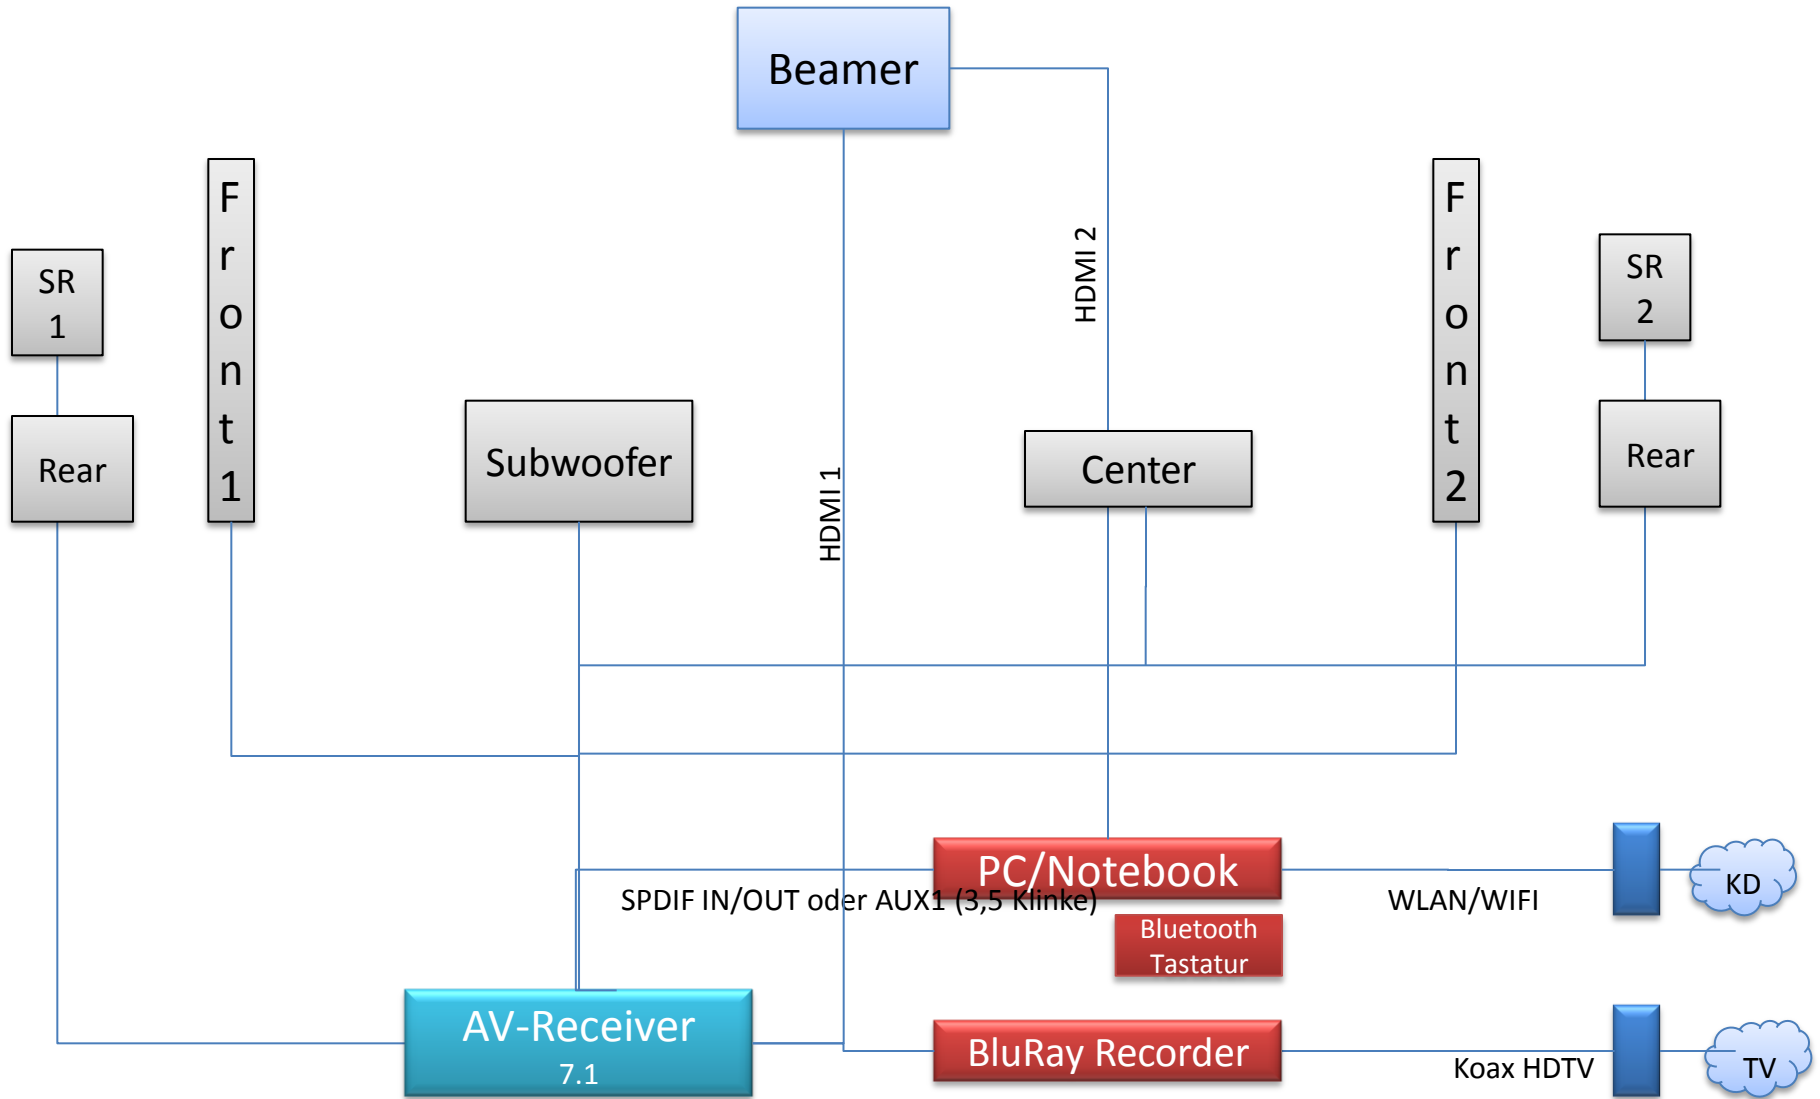 Beamer
F
r
o
n
t
1
F
r
o
n
t
2
SR
1
SR
2
HDMI 2
Subwoofer
Center
Rear
Rear
HDMI 1
PC/Notebook
SPDIF IN/OUT oder AUX1 (3,5 Klinke)
WLAN/WIFI
KD
Bluetooth
Tastatur
AV-Receiver
7.1
BluRay Recorder
Koax HDTV
TV